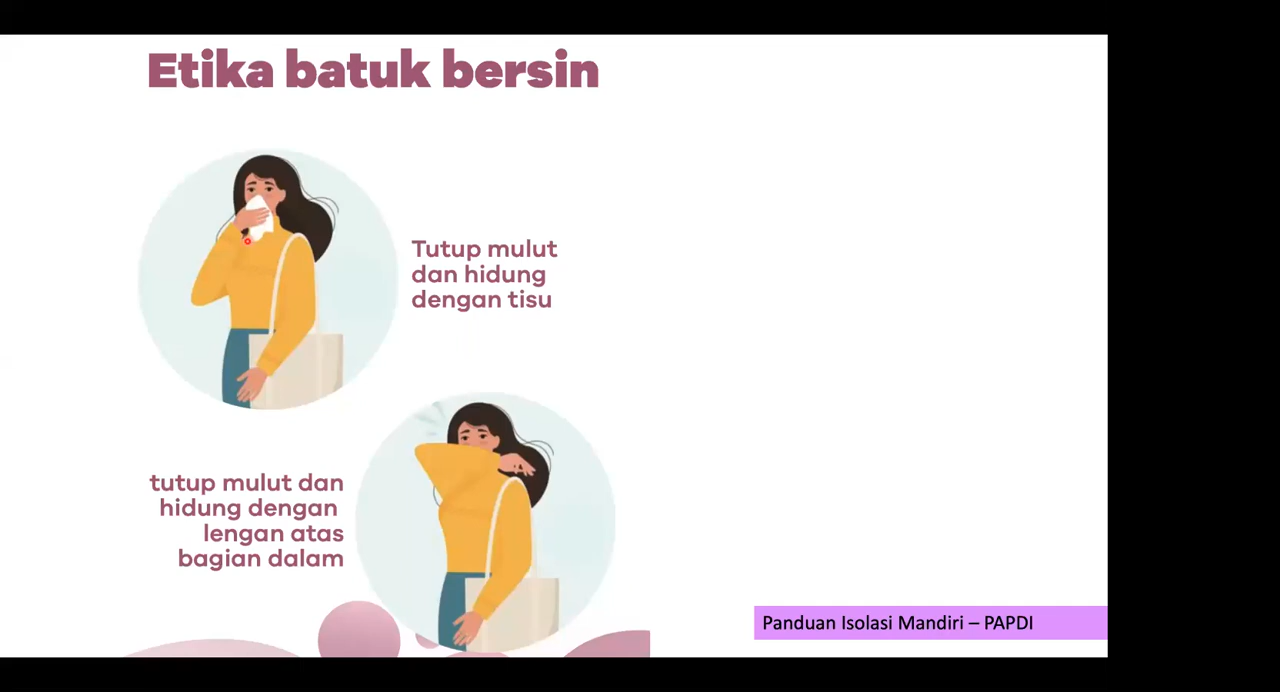 Etika batuk bersin
Tutup mulut
dan hidung
dengan tisu
tutup mulut dan
hidung dengan
lengan atas
bagian dalam
Panduan Isolasi Mandiri – PAPDI